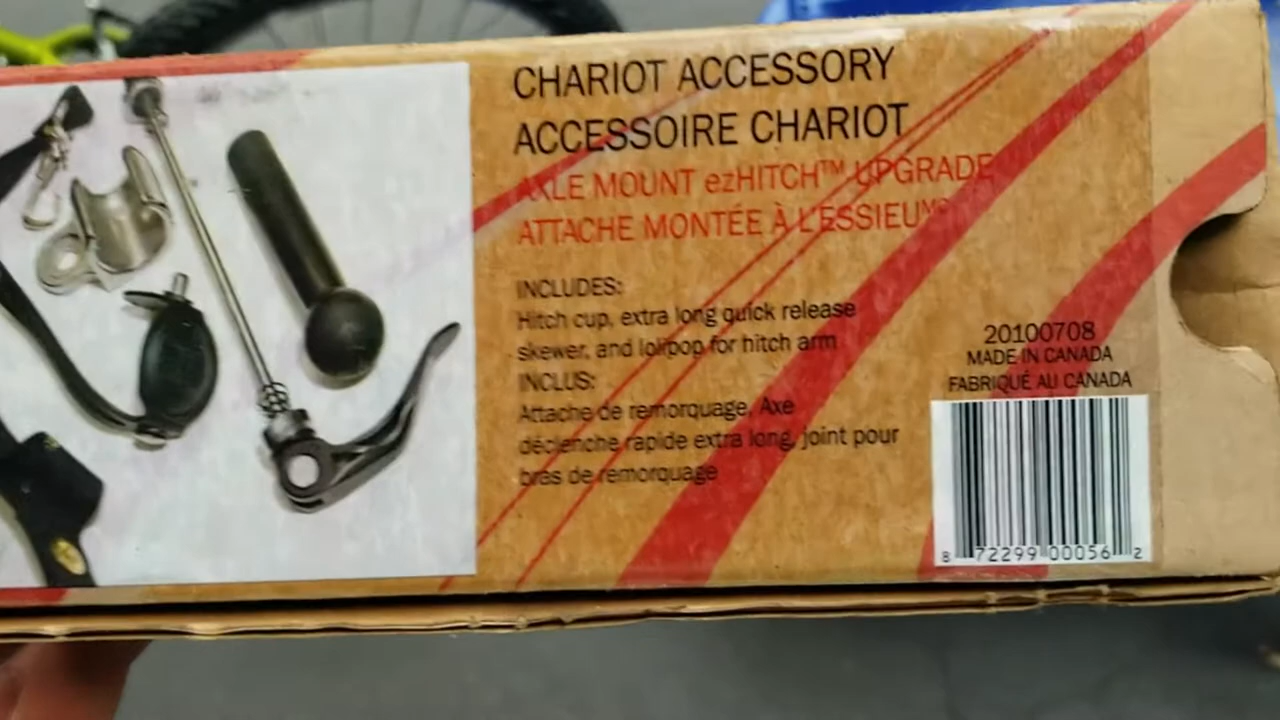 CHARIOT ACCESSORY
ACCESSOIRE CHARIOT
AXLE MOUNT ezHITCH™ UPGRADE
ATTACHE MONTÉE À L'ESSIEU
INCLUDES:
Hitch cup, extra long quick release
skewer, and lolipop for hitch arm
INCLUS:
Attache de remorquage, Axe
déclenche rapide extra long, joint pour
bras de remorquage
20100708
MADE IN CANADA
FABRIQUÉ AU CANADA
8 72299 00056 2